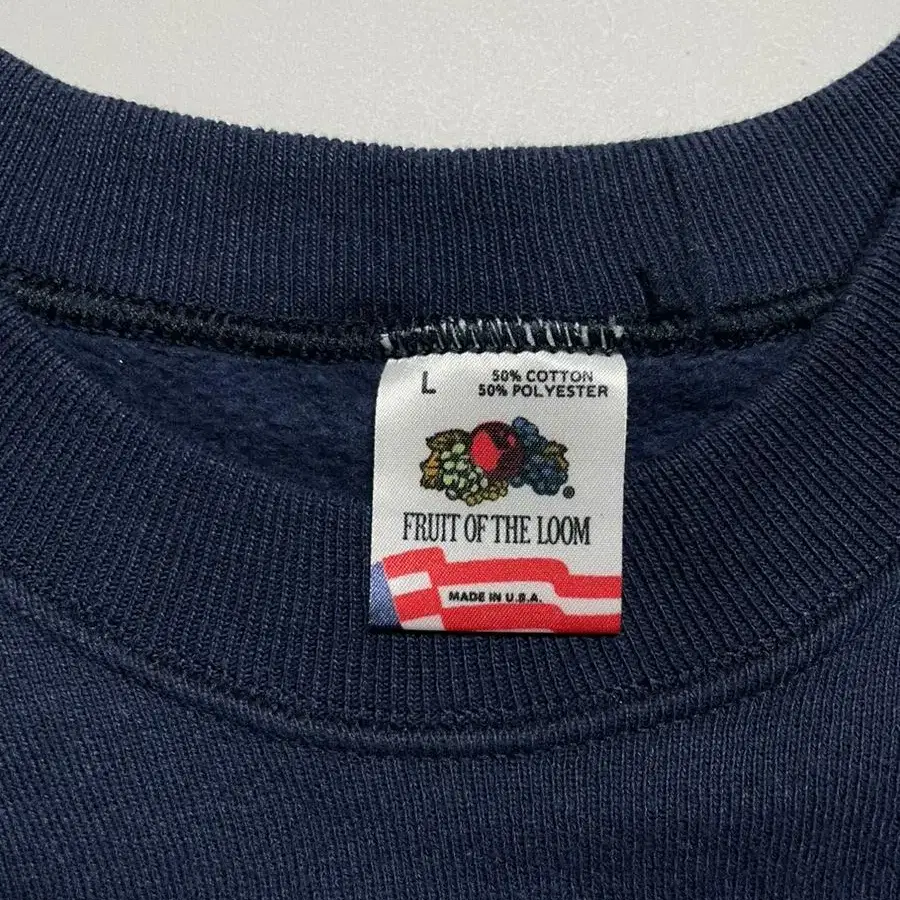 L
50% COTTON
50% POLYESTER
®
FRUIT OF THE LOOM
MADE IN U.S.A.